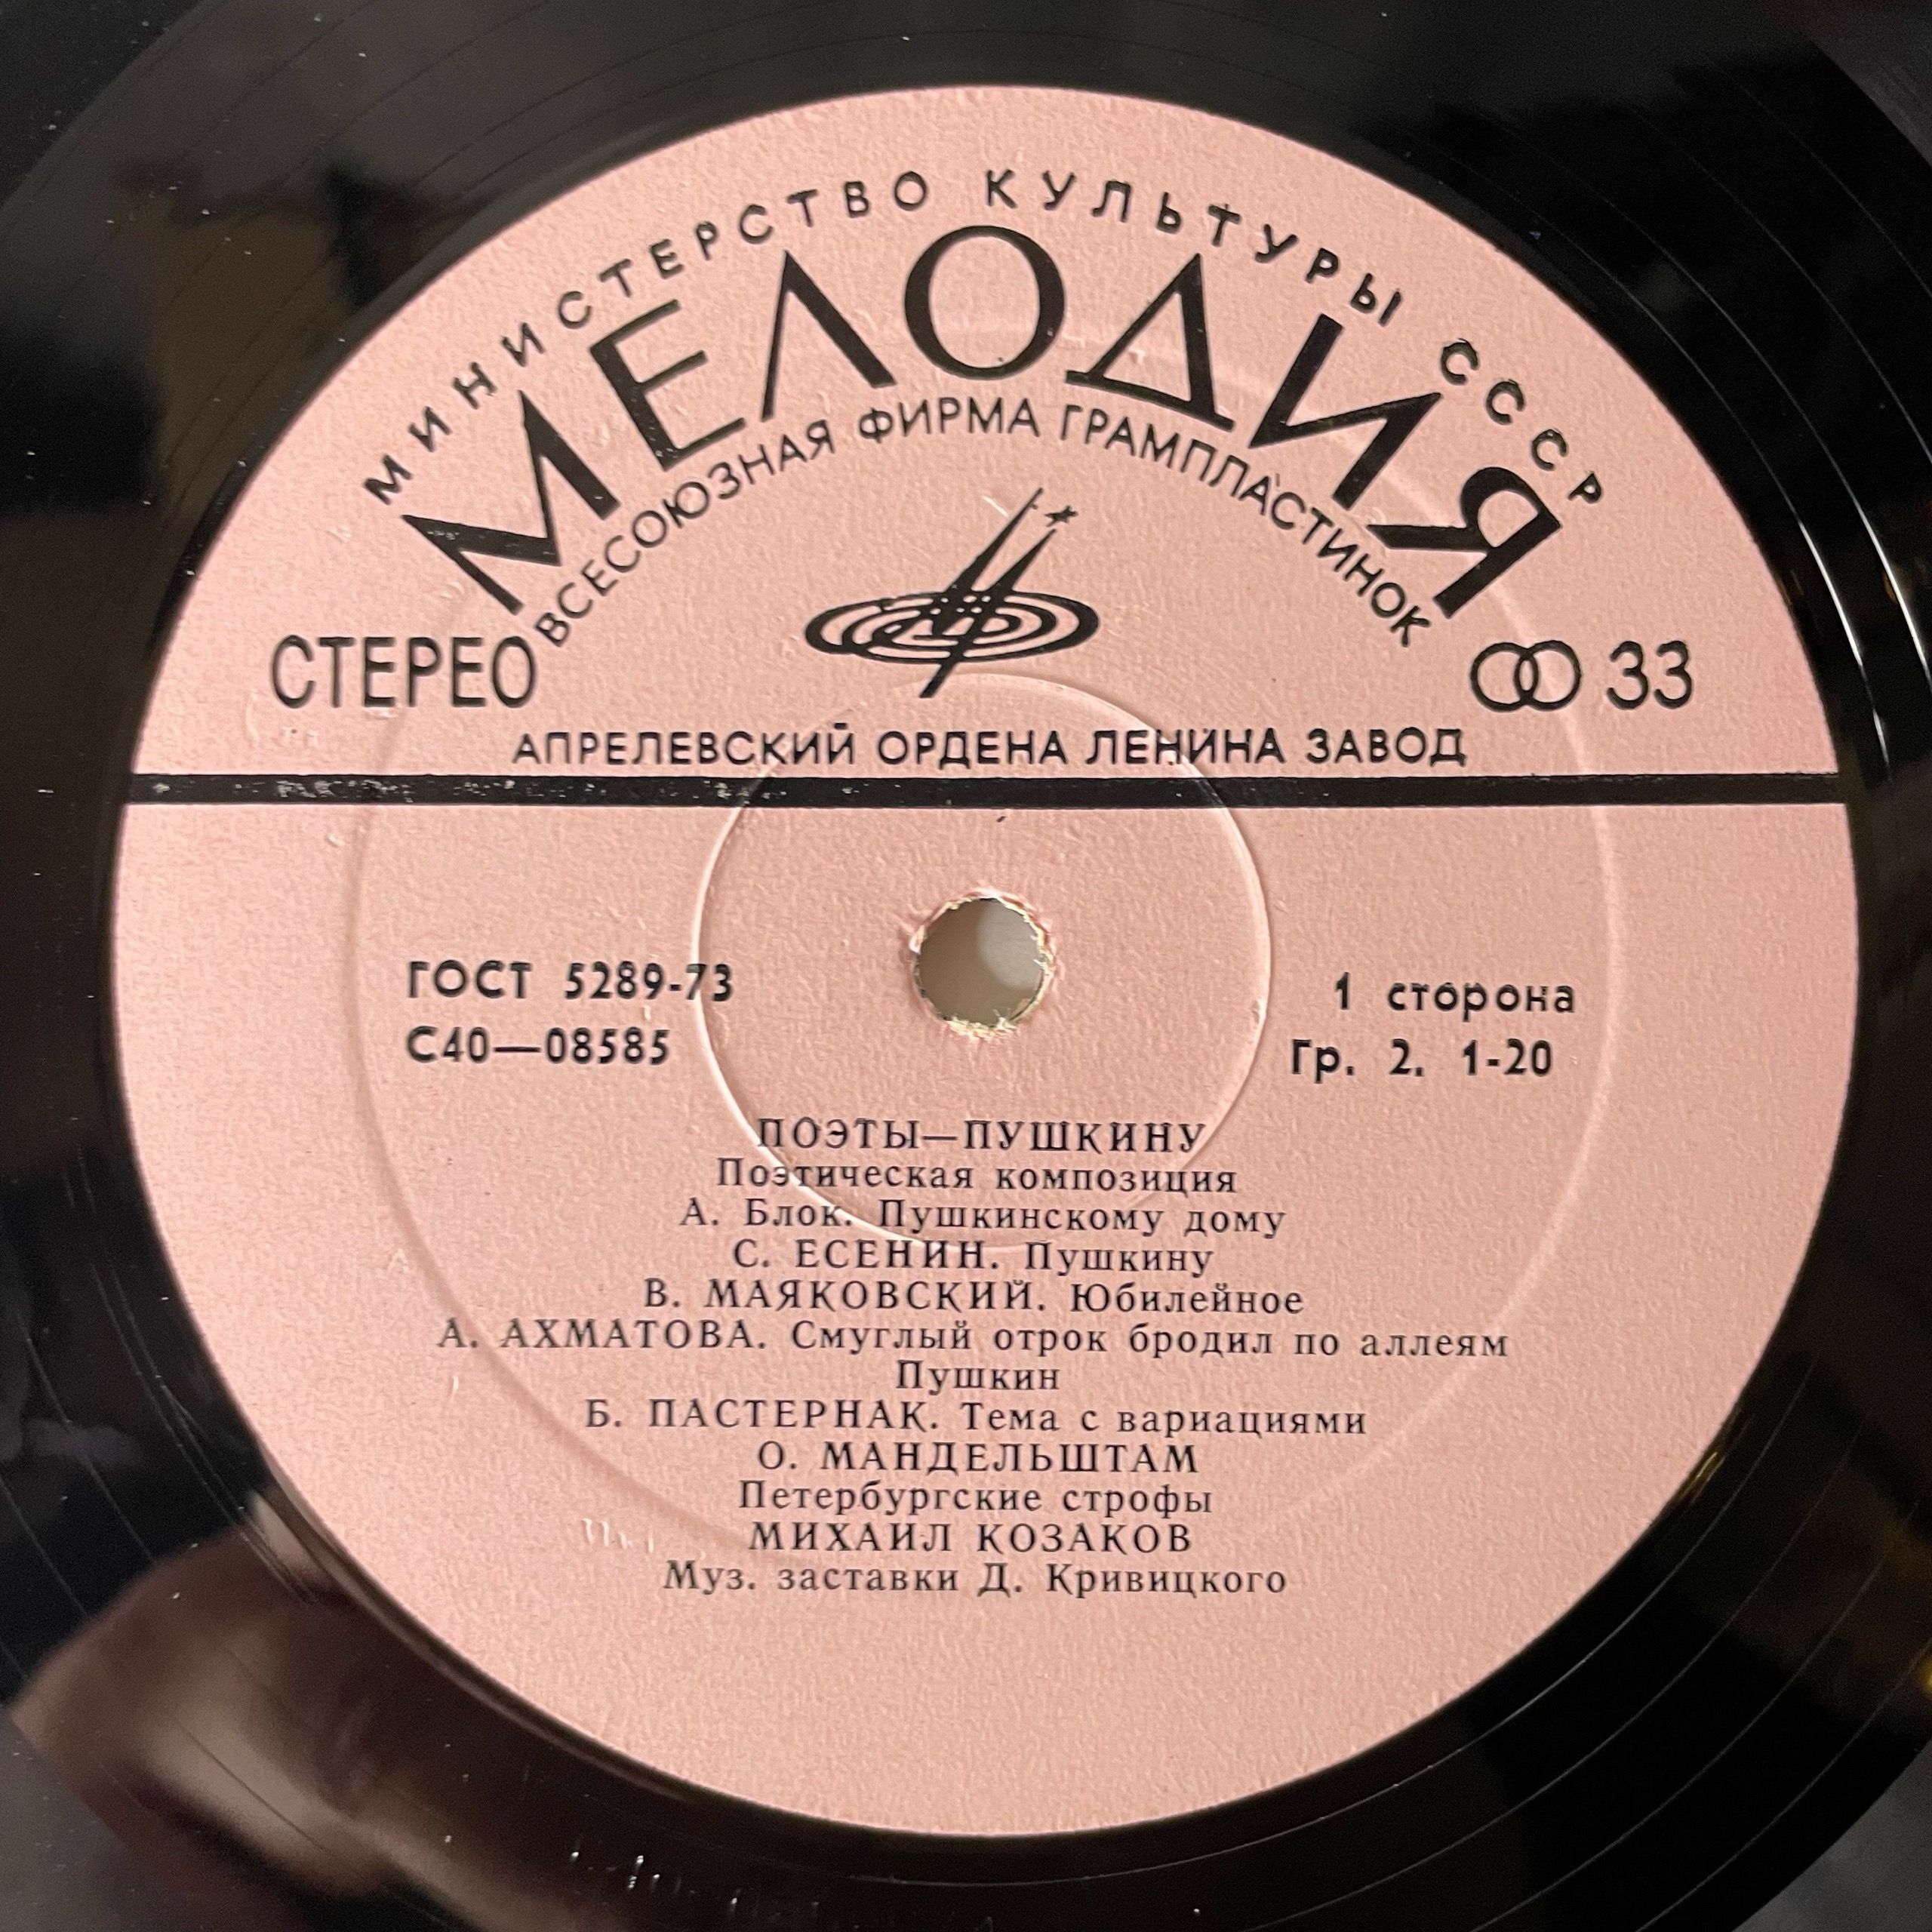 МИНИСТЕРСТВО КУЛЬТУРЫ СССР
МЕЛОДИЯ
ВСЕСОЮЗНАЯ ФИРМА ГРАМПЛАСТИНОК
СТЕРЕО
33
АПРЕЛЕВСКИЙ ОРДЕНА ЛЕНИНА ЗАВОД
ГОСТ 5289-73
С40—08585
1 сторона
Гр. 2. 1-20
ПОЭТЫ—ПУШКИНУ
Поэтическая композиция
А. Блок. Пушкинскому дому
С. ЕСЕНИН. Пушкину
В. МАЯКОВСКИЙ. Юбилейное
А. АХМАТОВА. Смуглый отрок бродил по аллеям
Пушкин
Б. ПАСТЕРНАК. Тема с вариациями
О. МАНДЕЛЬШТАМ
Петербургские строфы
МИХАИЛ КОЗАКОВ
Муз. заставки Д. Кривицкого